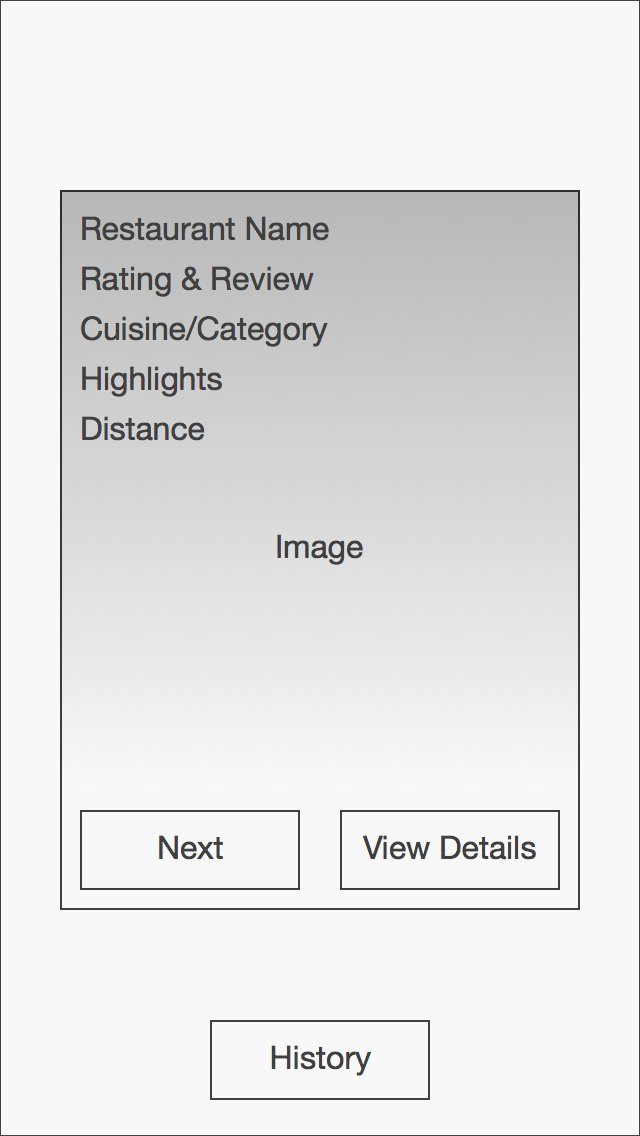 Restaurant Name
Rating & Review
Cuisine/Category
Highlights
Distance
Image
Next
View Details
History